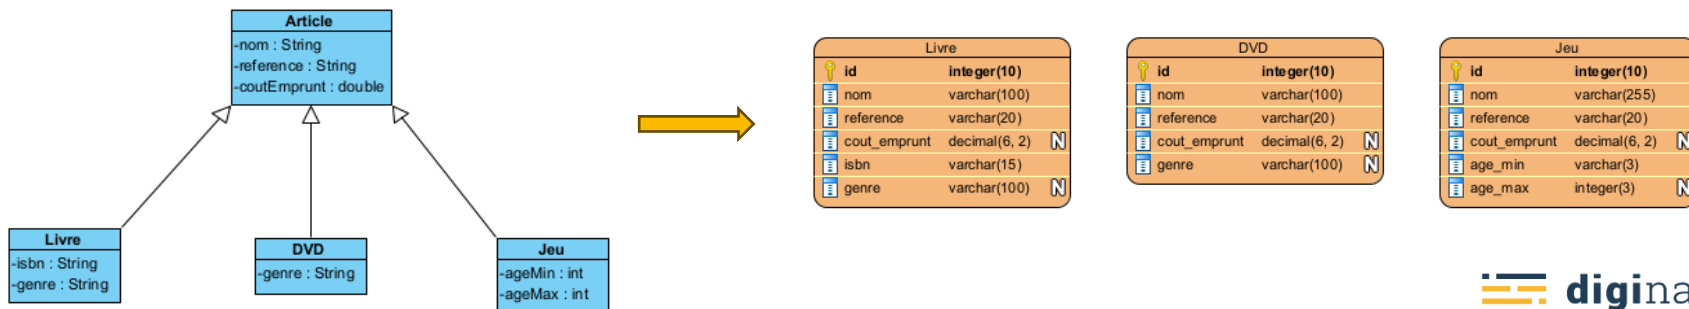 Article
-nom : String
-reference : String
-coutEmprunt : double
Livre
-isbn : String
-genre : String
DVD
-genre : String
Jeu
-ageMin : int
-ageMax : int
Livre
id integer(10)
nom varchar(100)
reference varchar(20)
cout_emprunt decimal(6, 2) N
isbn varchar(15)
genre varchar(100) N
DVD
id integer(10)
nom varchar(100)
reference varchar(20)
cout_emprunt decimal(6, 2) N
genre varchar(100) N
Jeu
id integer(10)
nom varchar(255)
reference varchar(20)
cout_emprunt decimal(6, 2) N
age_min varchar(3)
age_max integer(3) N
digina